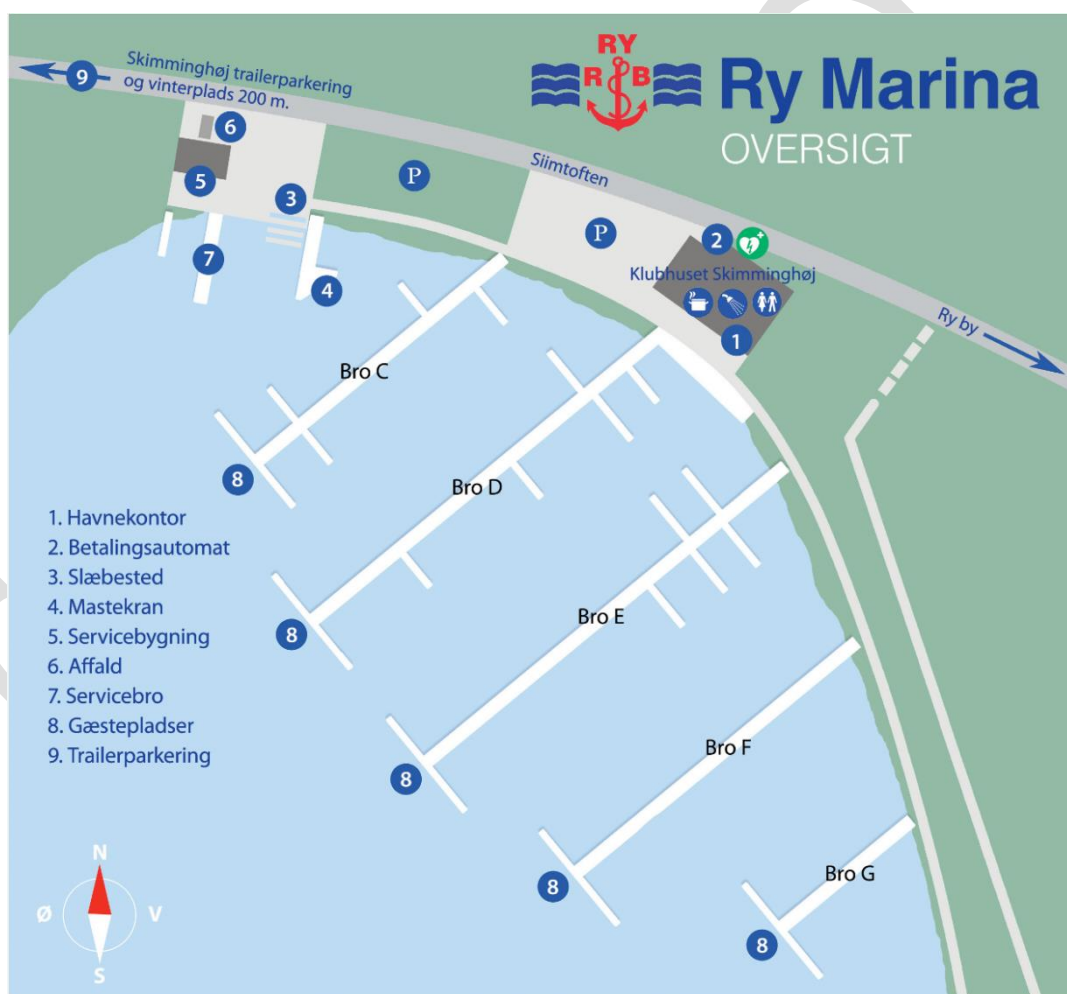 RY
R B
Ry Marina
OVERSIGT
Skimminghøj trailerparkering
og vinterplads 200 m.
9
6
5
3
7
4
P
Siimtoften
P
2
Klubhuset Skimminghøj
1
Ry by
Bro C
8
Bro D
8
Bro E
8
Bro F
8
Bro G
8
1. Havnekontor
2. Betalingsautomat
3. Slæbested
4. Mastekran
5. Servicebygning
6. Affald
7. Servicebro
8. Gæstepladser
9. Trailerparkering
N
Ø V
S